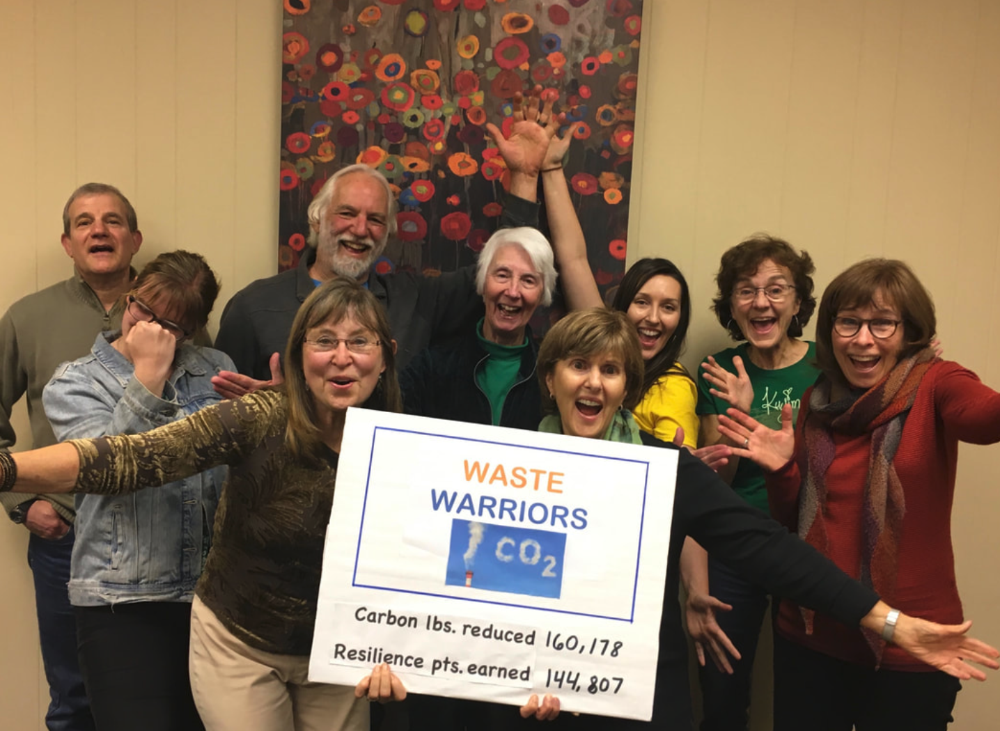 WASTE
WARRIORS
CO₂
Carbon lbs. reduced 160,178
Resilience pts. earned 144,807